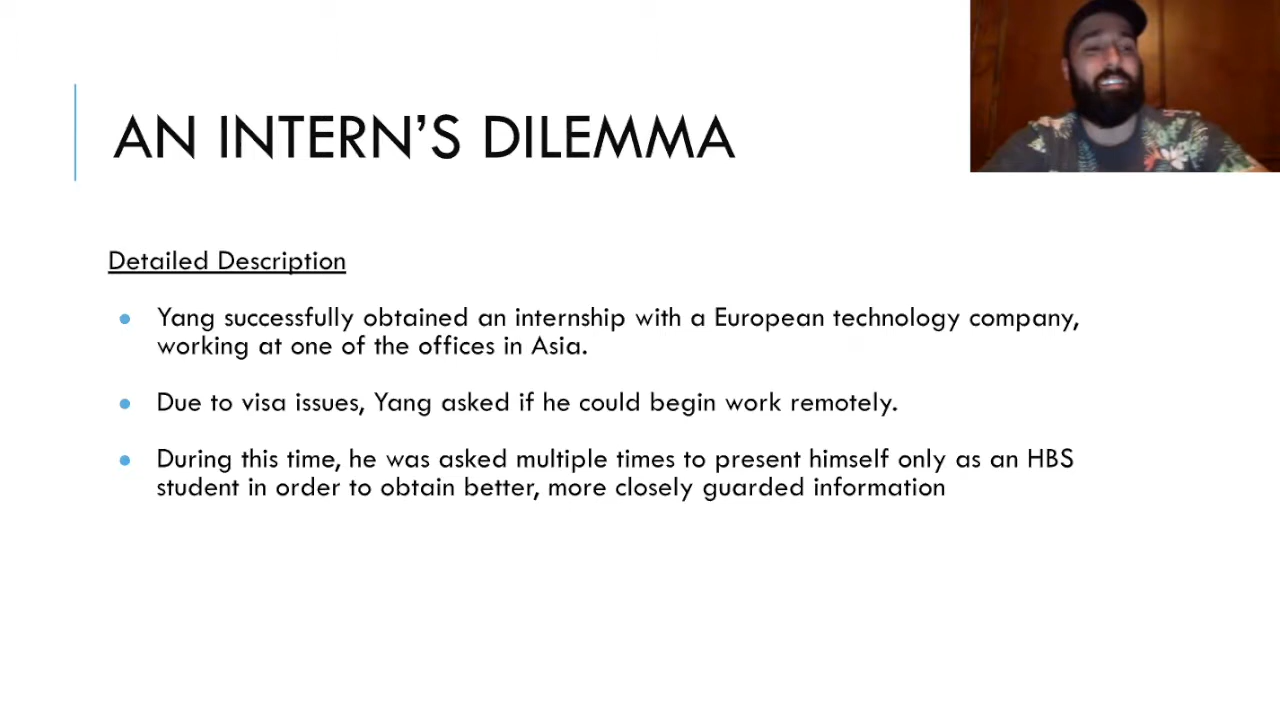 AN INTERN’S DILEMMA
Detailed Description
Yang successfully obtained an internship with a European technology company,
working at one of the offices in Asia.
Due to visa issues, Yang asked if he could begin work remotely.
During this time, he was asked multiple times to present himself only as an HBS
student in order to obtain better, more closely guarded information